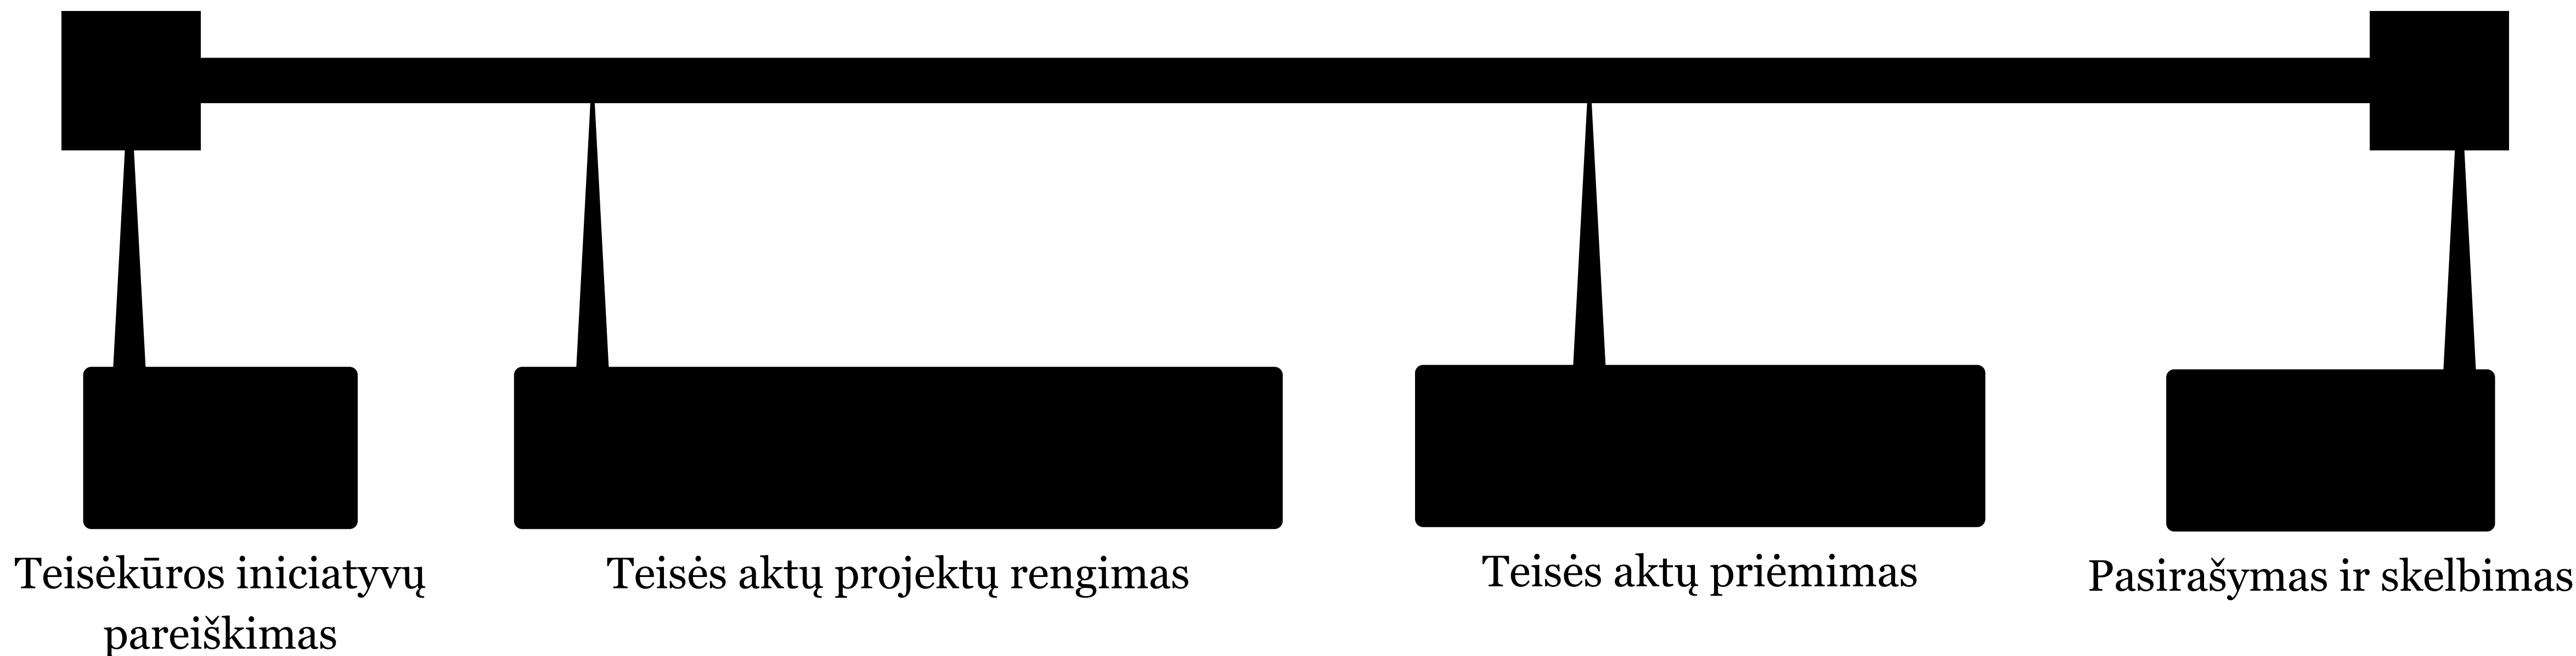 Teisėkūros iniciatyvų
pareiškimas
Teisės aktų projektų rengimas
Teisės aktų priėmimas
Pasirašymas ir skelbimas